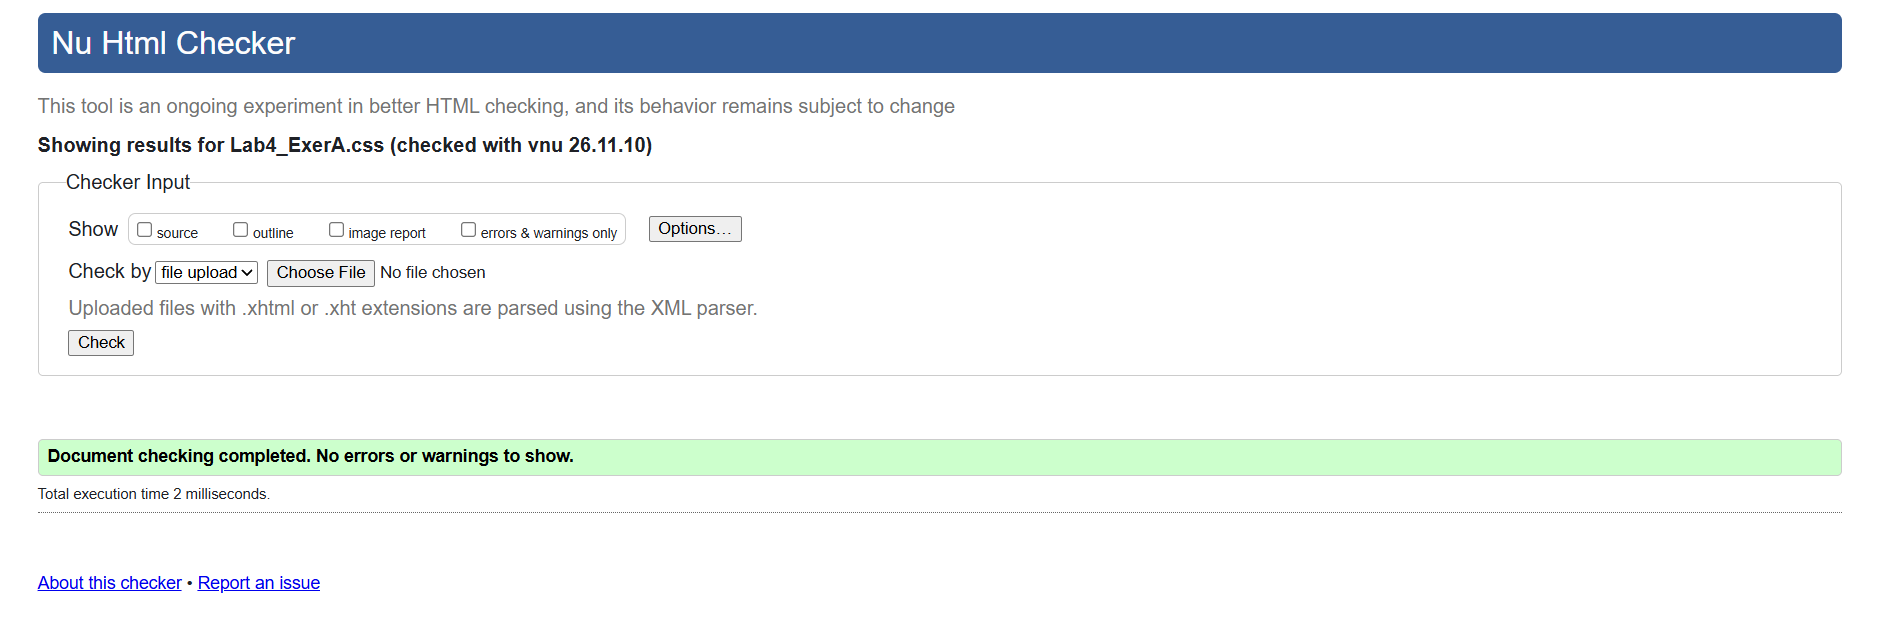 Nu Html Checker
This tool is an ongoing experiment in better HTML checking, and its behavior remains subject to change
Showing results for Lab4_ExerA.css (checked with vnu 26.11.10)
Checker Input
Show source outline image report errors & warnings only Options...
Check by file upload Choose File No file chosen
Uploaded files with .xhtml or .xht extensions are parsed using the XML parser.
Check
Document checking completed. No errors or warnings to show.
Total execution time 2 milliseconds.
About this checker • Report an issue